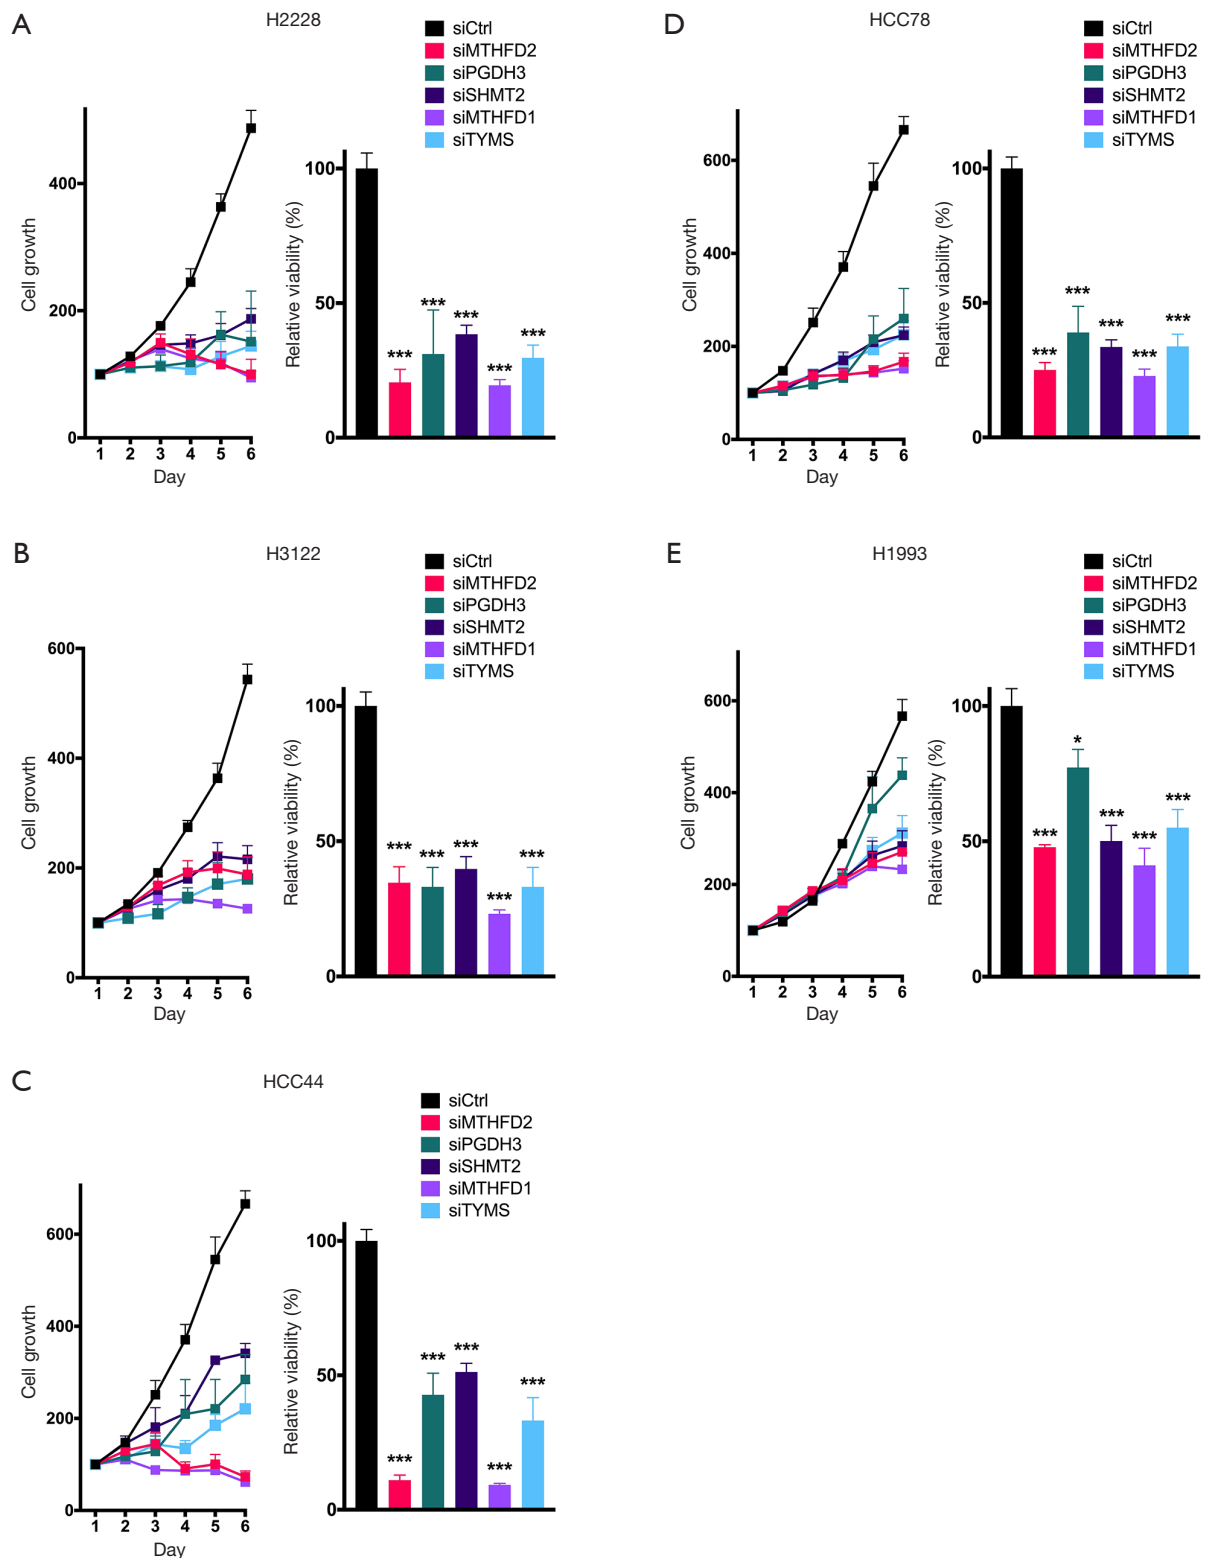 A
H2228
siCtrl
siMTHFD2
siPGDH3
siSHMT2
siMTHFD1
siTYMS
Cell growth
400
200
0
1 2 3 4 5 6
Day
Relative viability (%)
100
50
0
*** *** *** *** ***
D
HCC78
siCtrl
siMTHFD2
siPGDH3
siSHMT2
siMTHFD1
siTYMS
Cell growth
600
400
200
0
1 2 3 4 5 6
Day
Relative viability (%)
100
50
0
*** *** *** *** ***
B
H3122
siCtrl
siMTHFD2
siPGDH3
siSHMT2
siMTHFD1
siTYMS
Cell growth
600
400
200
0
1 2 3 4 5 6
Day
Relative viability (%)
100
50
0
*** *** *** *** ***
E
H1993
siCtrl
siMTHFD2
siPGDH3
siSHMT2
siMTHFD1
siTYMS
Cell growth
600
400
200
0
1 2 3 4 5 6
Day
Relative viability (%)
100
50
0
*** * *** *** ***
C
HCC44
siCtrl
siMTHFD2
siPGDH3
siSHMT2
siMTHFD1
siTYMS
Cell growth
600
400
200
0
1 2 3 4 5 6
Day
Relative viability (%)
100
50
0
*** *** *** *** ***